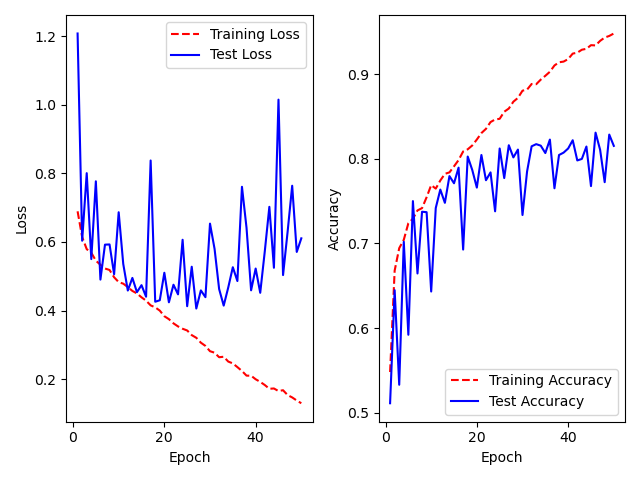 Training Loss
Test Loss
1.2
1.0
0.8
0.6
0.4
0.2
0
20
40
Epoch
Loss
Training Accuracy
Test Accuracy
0.9
0.8
0.7
0.6
0.5
0
20
40
Epoch
Accuracy